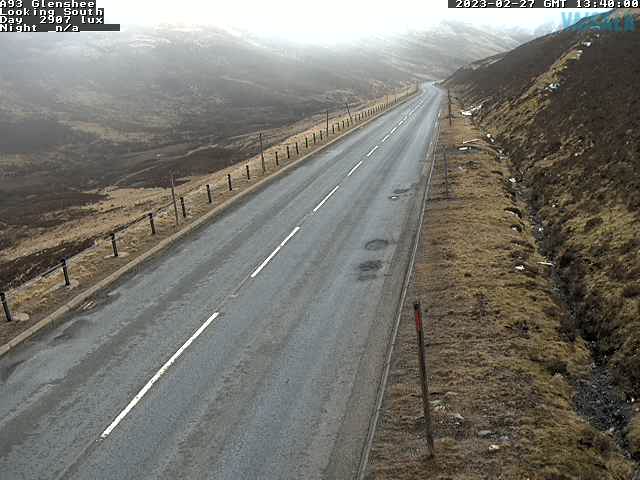 A93 Glenshee
Looking South
Day 2907 lux
Night n/a
2023-02-27 GMT 13:40:00
VAISALA